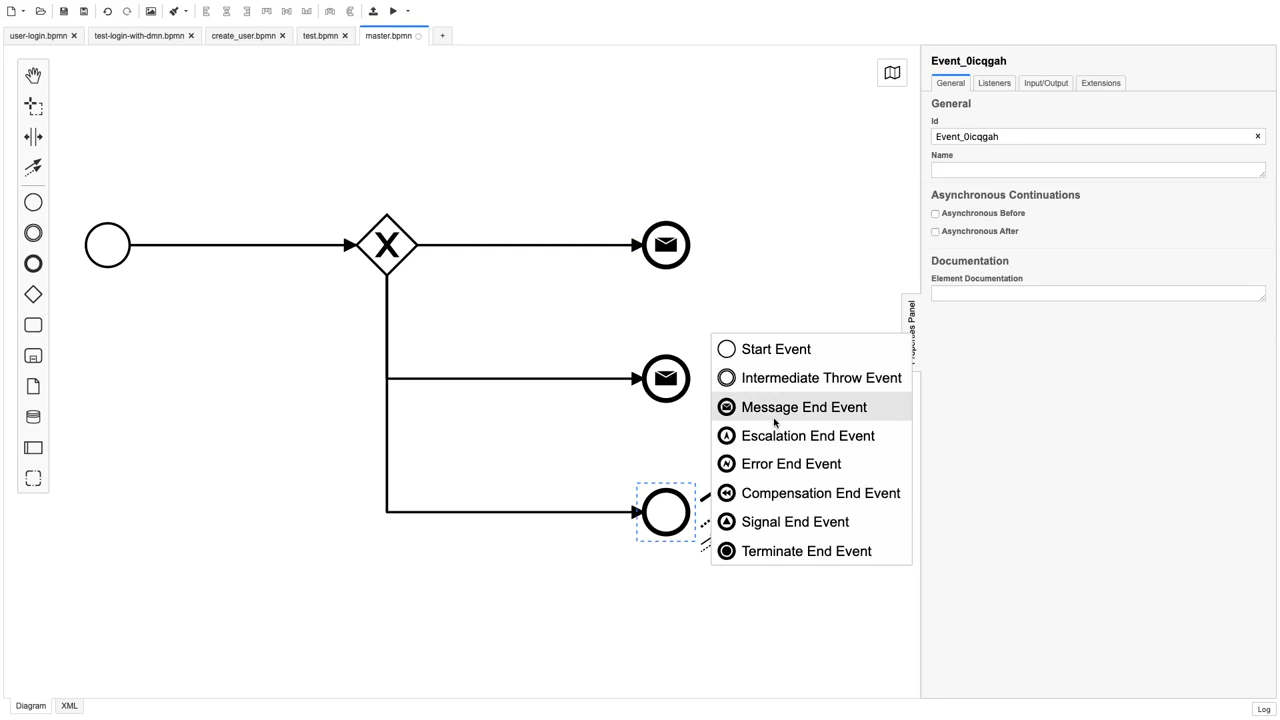 user-login.bpmn
test-login-with-dmn.bpmn
create_user.bpmn
test.bpmn
master.bpmn
+
Event_0icqgah
General
Listeners
Input/Output
Extensions
General
Id
Event_0icqgah
Name
Asynchronous Continuations
Asynchronous Before
Asynchronous After
Documentation
Element Documentation
Properties Panel
X
Start Event
Intermediate Throw Event
Message End Event
Escalation End Event
Error End Event
Compensation End Event
Signal End Event
Terminate End Event
Diagram
XML
Log